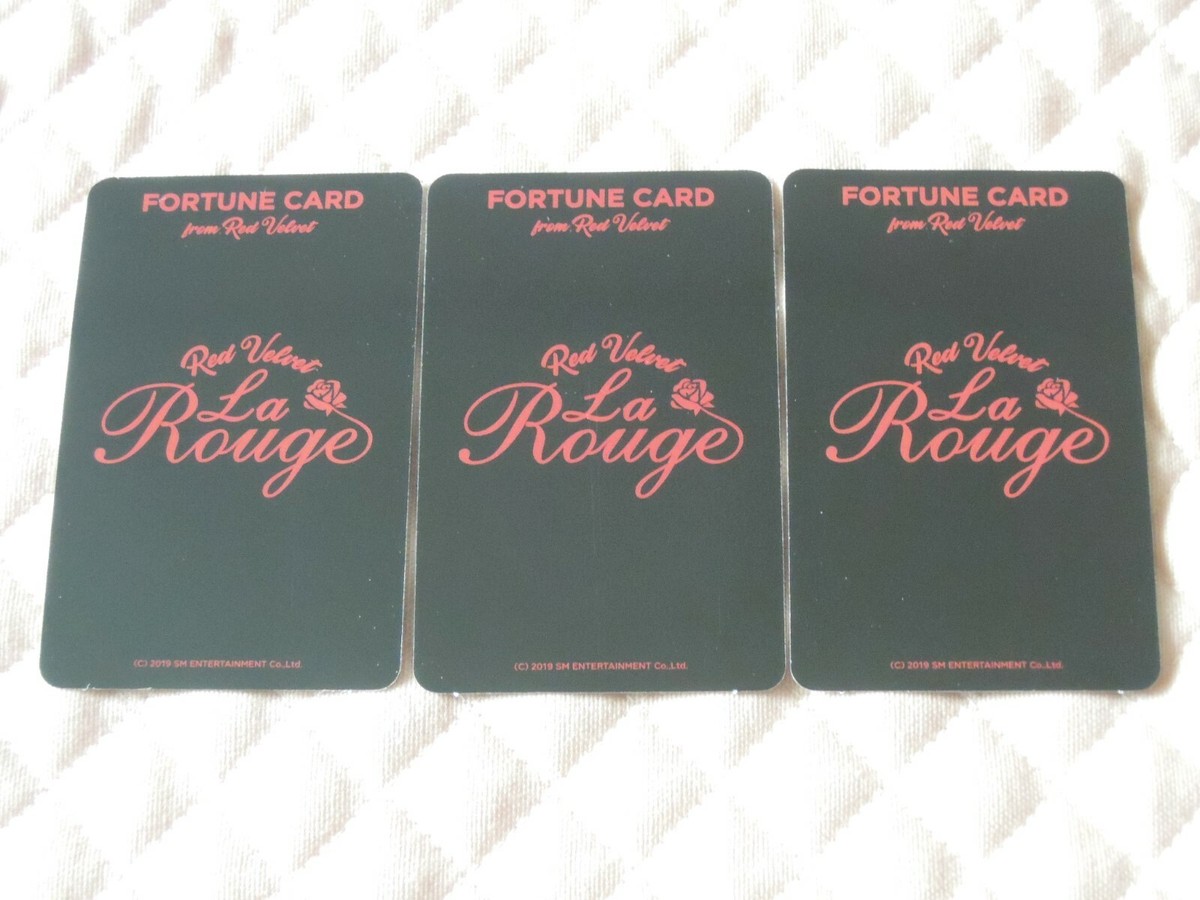 FORTUNE CARD
from Red Velvet
Red Velvet
La
Rouge
(C) 2019 SM ENTERTAINMENT Co.,Ltd.
FORTUNE CARD
from Red Velvet
Red Velvet
La
Rouge
(C) 2019 SM ENTERTAINMENT Co.,Ltd.
FORTUNE CARD
from Red Velvet
Red Velvet
La
Rouge
(C) 2019 SM ENTERTAINMENT Co.,Ltd.